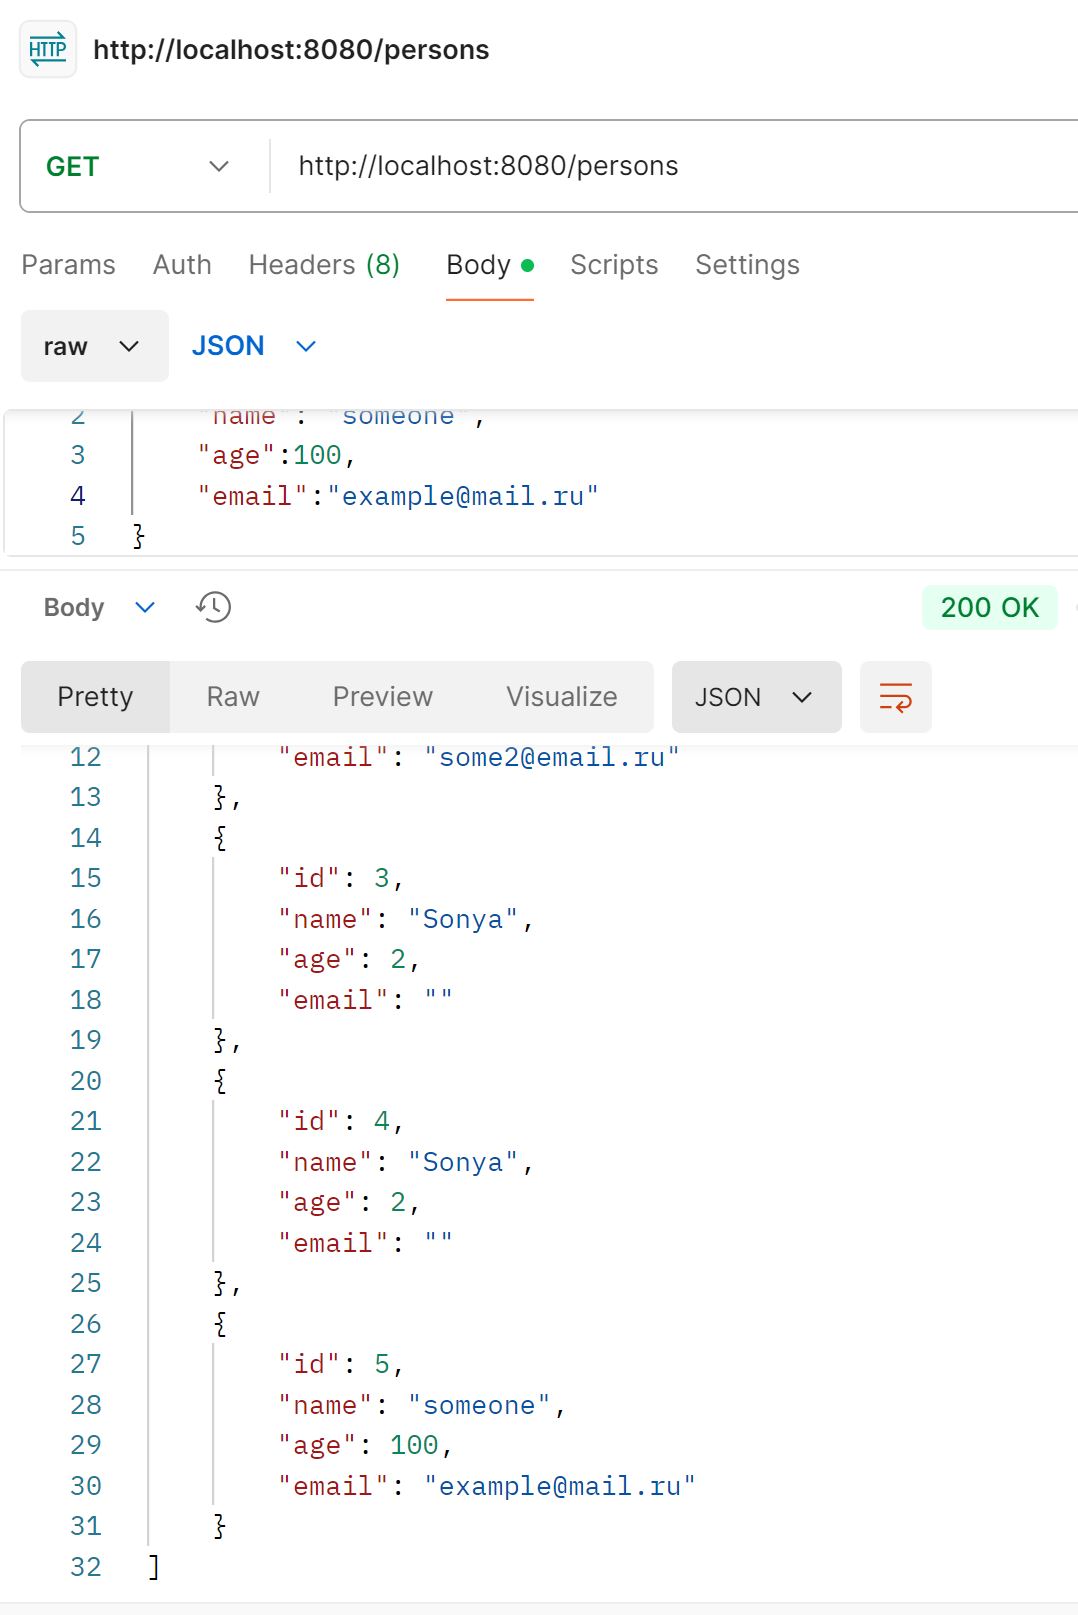 HTTP http://localhost:8080/persons
GET http://localhost:8080/persons
Params Auth Headers (8) Body Scripts Settings
raw JSON
2 "name": "someone",
3 "age":100,
4 "email":"example@mail.ru"
5 }
Body 200 OK
Pretty Raw Preview Visualize JSON
12 "email": "some2@email.ru"
13 },
14 {
15 "id": 3,
16 "name": "Sonya",
17 "age": 2,
18 "email": ""
19 },
20 {
21 "id": 4,
22 "name": "Sonya",
23 "age": 2,
24 "email": ""
25 },
26 {
27 "id": 5,
28 "name": "someone",
29 "age": 100,
30 "email": "example@mail.ru"
31 }
32 ]